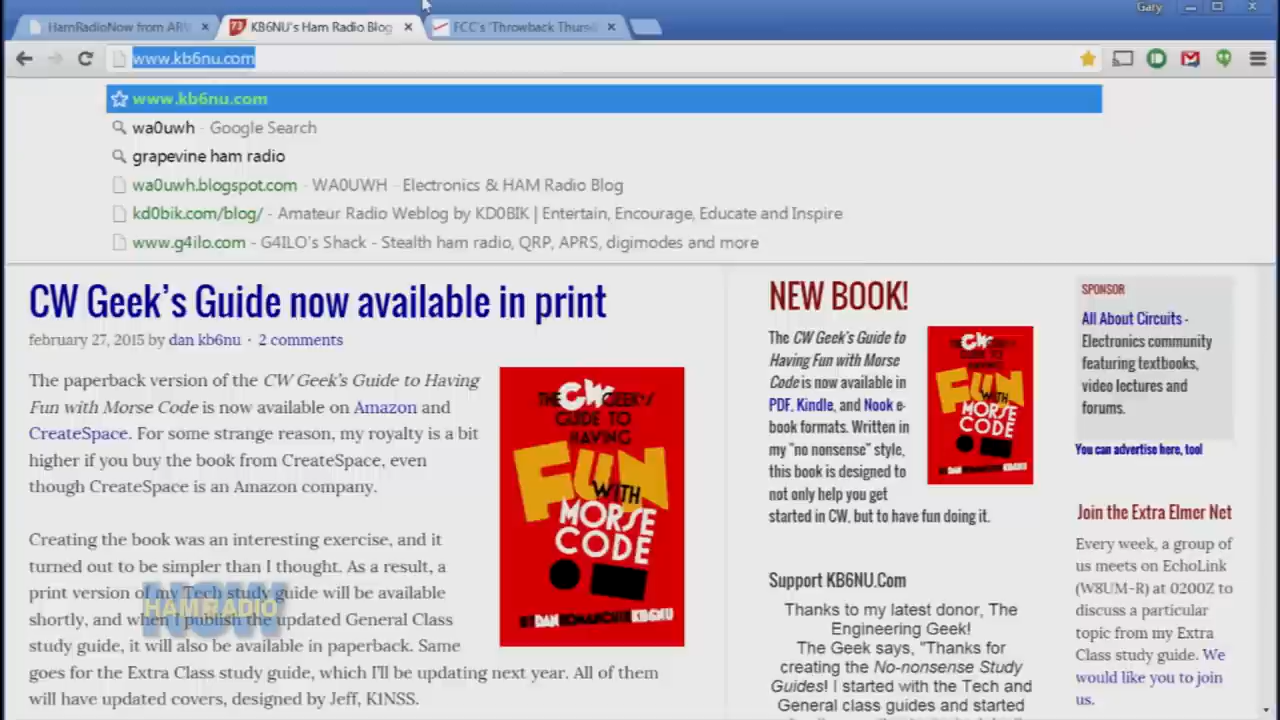 Gary
HamRadioNow from ARV
KB6NU's Ham Radio Blog
FCC's 'Throwback Thurs
www.kb6nu.com
www.kb6nu.com
wa0uwh - Google Search
grapevine ham radio
wa0uwh.blogspot.com - WA0UWH - Electronics & HAM Radio Blog
kd0bik.com/blog/ - Amateur Radio Weblog by KD0BIK | Entertain, Encourage, Educate and Inspire
www.g4ilo.com - G4ILO's Shack - Stealth ham radio, QRP, APRS, digimodes and more
CW Geek's Guide now available in print
february 27, 2015 by dan kb6nu · 2 comments
The paperback version of the CW Geek's Guide to Having
Fun with Morse Code is now available on Amazon and
CreateSpace. For some strange reason, my royalty is a bit
higher if you buy the book from CreateSpace, even
though CreateSpace is an Amazon company.
Creating the book was an interesting exercise, and it
turned out to be simpler than I thought. As a result, a
print version of my Tech study guide will be available
shortly, and when I publish the updated General Class
study guide, it will also be available in paperback. Same
goes for the Extra Class study guide, which I'll be updating next year. All of them
will have updated covers, designed by Jeff, K1NSS.
THE CW GEEK'S
GUIDE TO
HAVING
FUN
WITH
MORSE
CODE
BY DAN ROMANCHIK KB6NU
HAM RADIO
NOW
NEW BOOK!
The CW Geek's Guide to
Having Fun with Morse
Code is now available in
PDF, Kindle, and Nook e-
book formats. Written in
my "no nonsense" style,
this book is designed to
not only help you get
started in CW, but to have fun doing it.
THE CW GEEK'S
GUIDE TO
HAVING
FUN
WITH
MORSE
CODE
Support KB6NU.Com
Thanks to my latest donor, The
Engineering Geek!
The Geek says, "Thanks for
creating the No-nonsense Study
Guides! I started with the Tech and
General class guides and started
SPONSOR
All About Circuits -
Electronics community
featuring textbooks,
video lectures and
forums.
You can advertise here, too!
Join the Extra Elmer Net
Every week, a group of
us meets on EchoLink
(W8UM-R) at 0200Z to
discuss a particular
topic from my Extra
Class study guide. We
would like you to join
us.